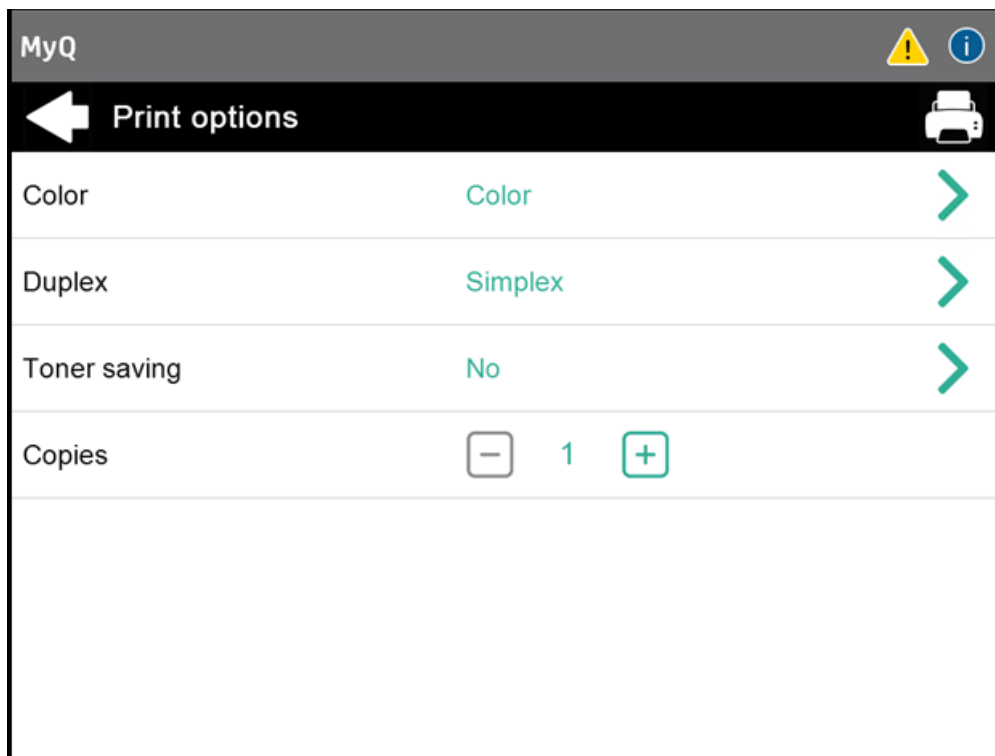 MyQ
Print options
Color Color
Duplex Simplex
Toner saving No
Copies 1